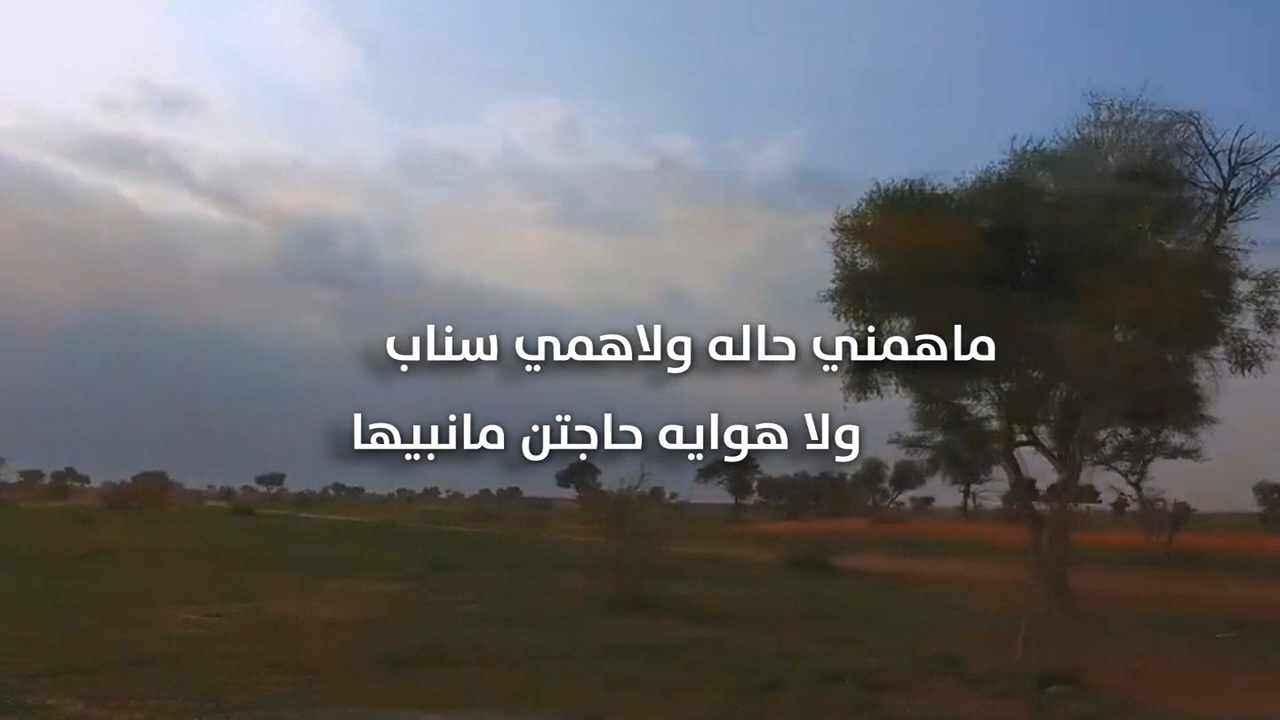 ماهمني حاله ولاهمي سناب
ولا هوايه حاجتن مانبيها